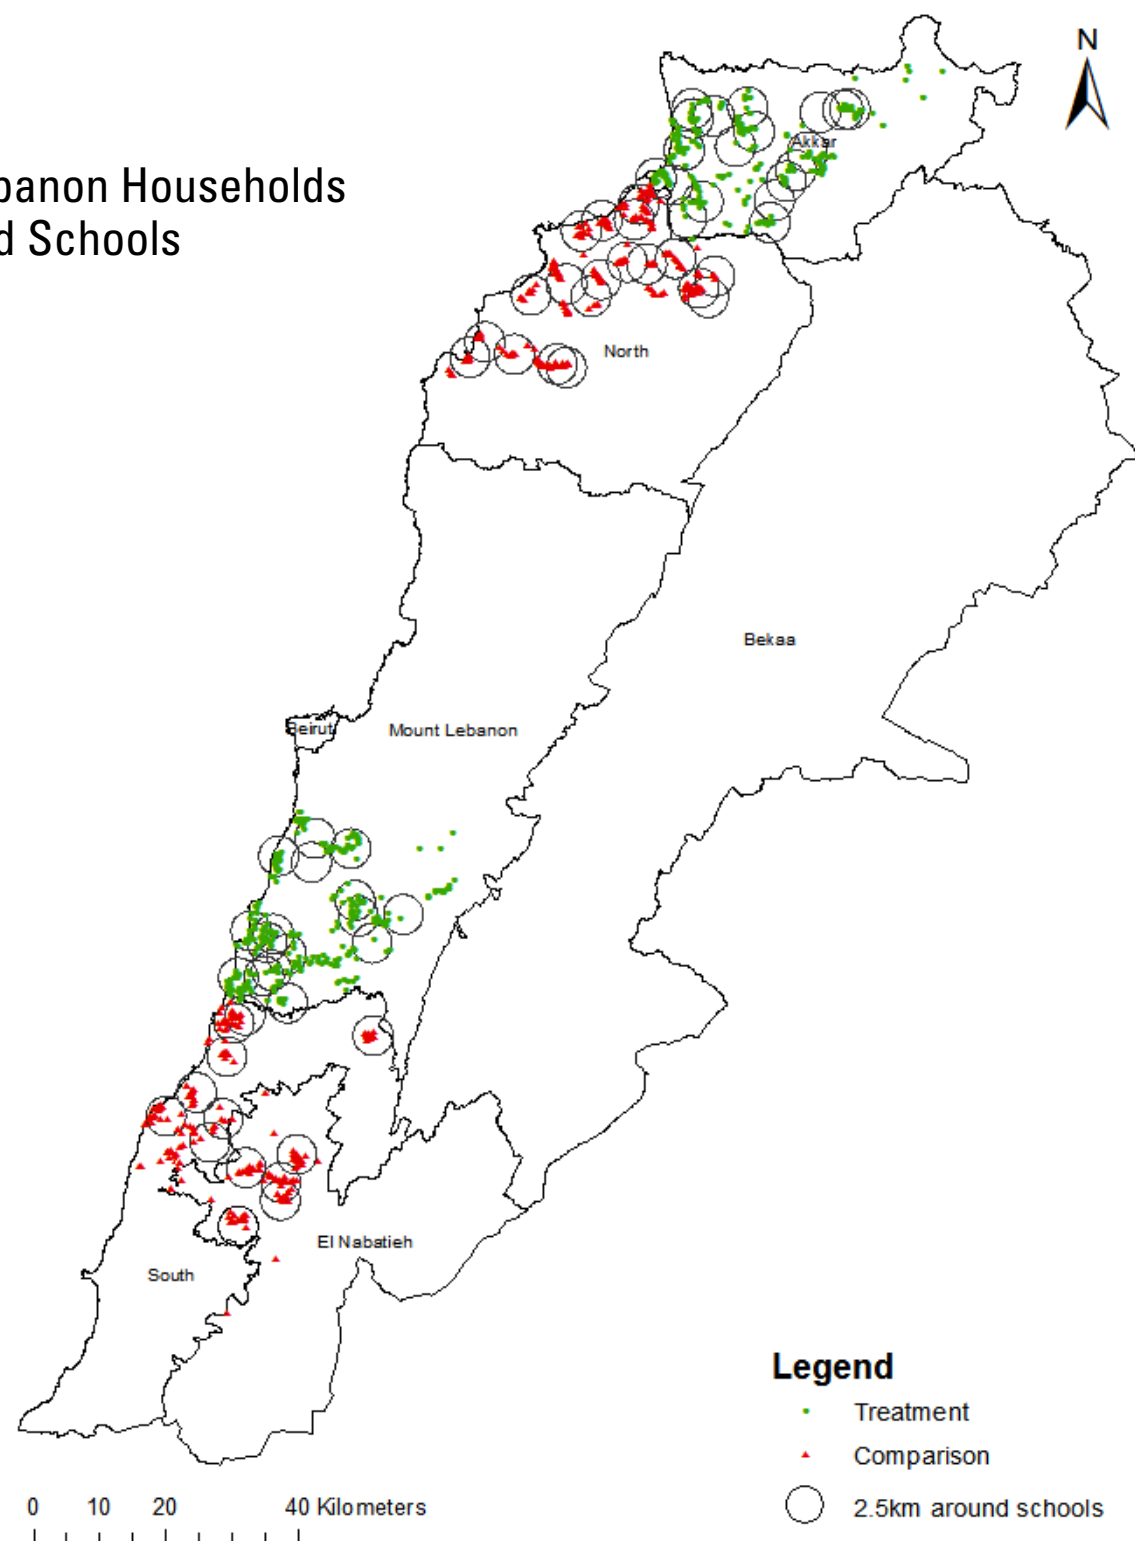 N
banon Households
d Schools
Akkar
North
Bekaa
Beirut
Mount Lebanon
El Nabatieh
South
Legend
Treatment
Comparison
2.5km around schools
0 10 20 40 Kilometers